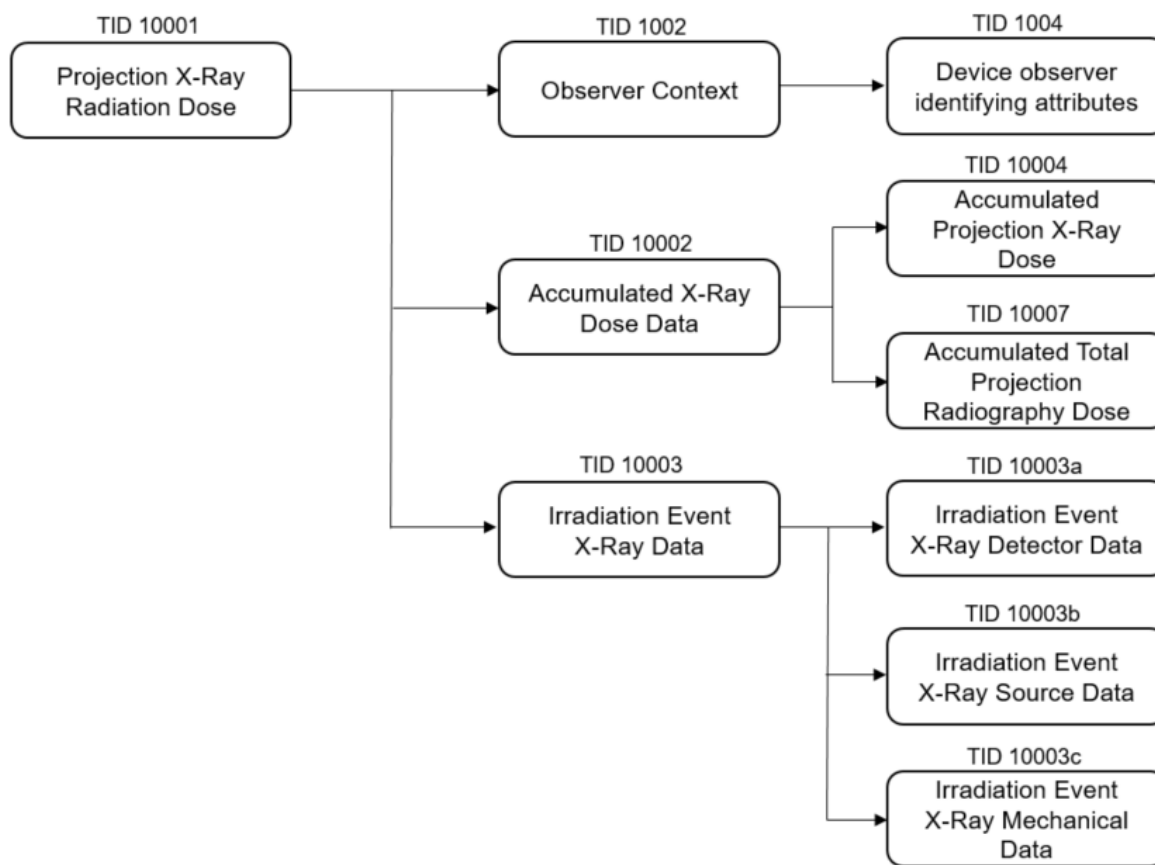 TID 10001
Projection X-Ray
Radiation Dose
TID 1002
Observer Context
TID 1004
Device observer
identifying attributes
TID 10002
Accumulated X-Ray
Dose Data
TID 10004
Accumulated
Projection X-Ray
Dose
TID 10007
Accumulated Total
Projection
Radiography Dose
TID 10003
Irradiation Event
X-Ray Data
TID 10003a
Irradiation Event
X-Ray Detector Data
TID 10003b
Irradiation Event
X-Ray Source Data
TID 10003c
Irradiation Event
X-Ray Mechanical
Data